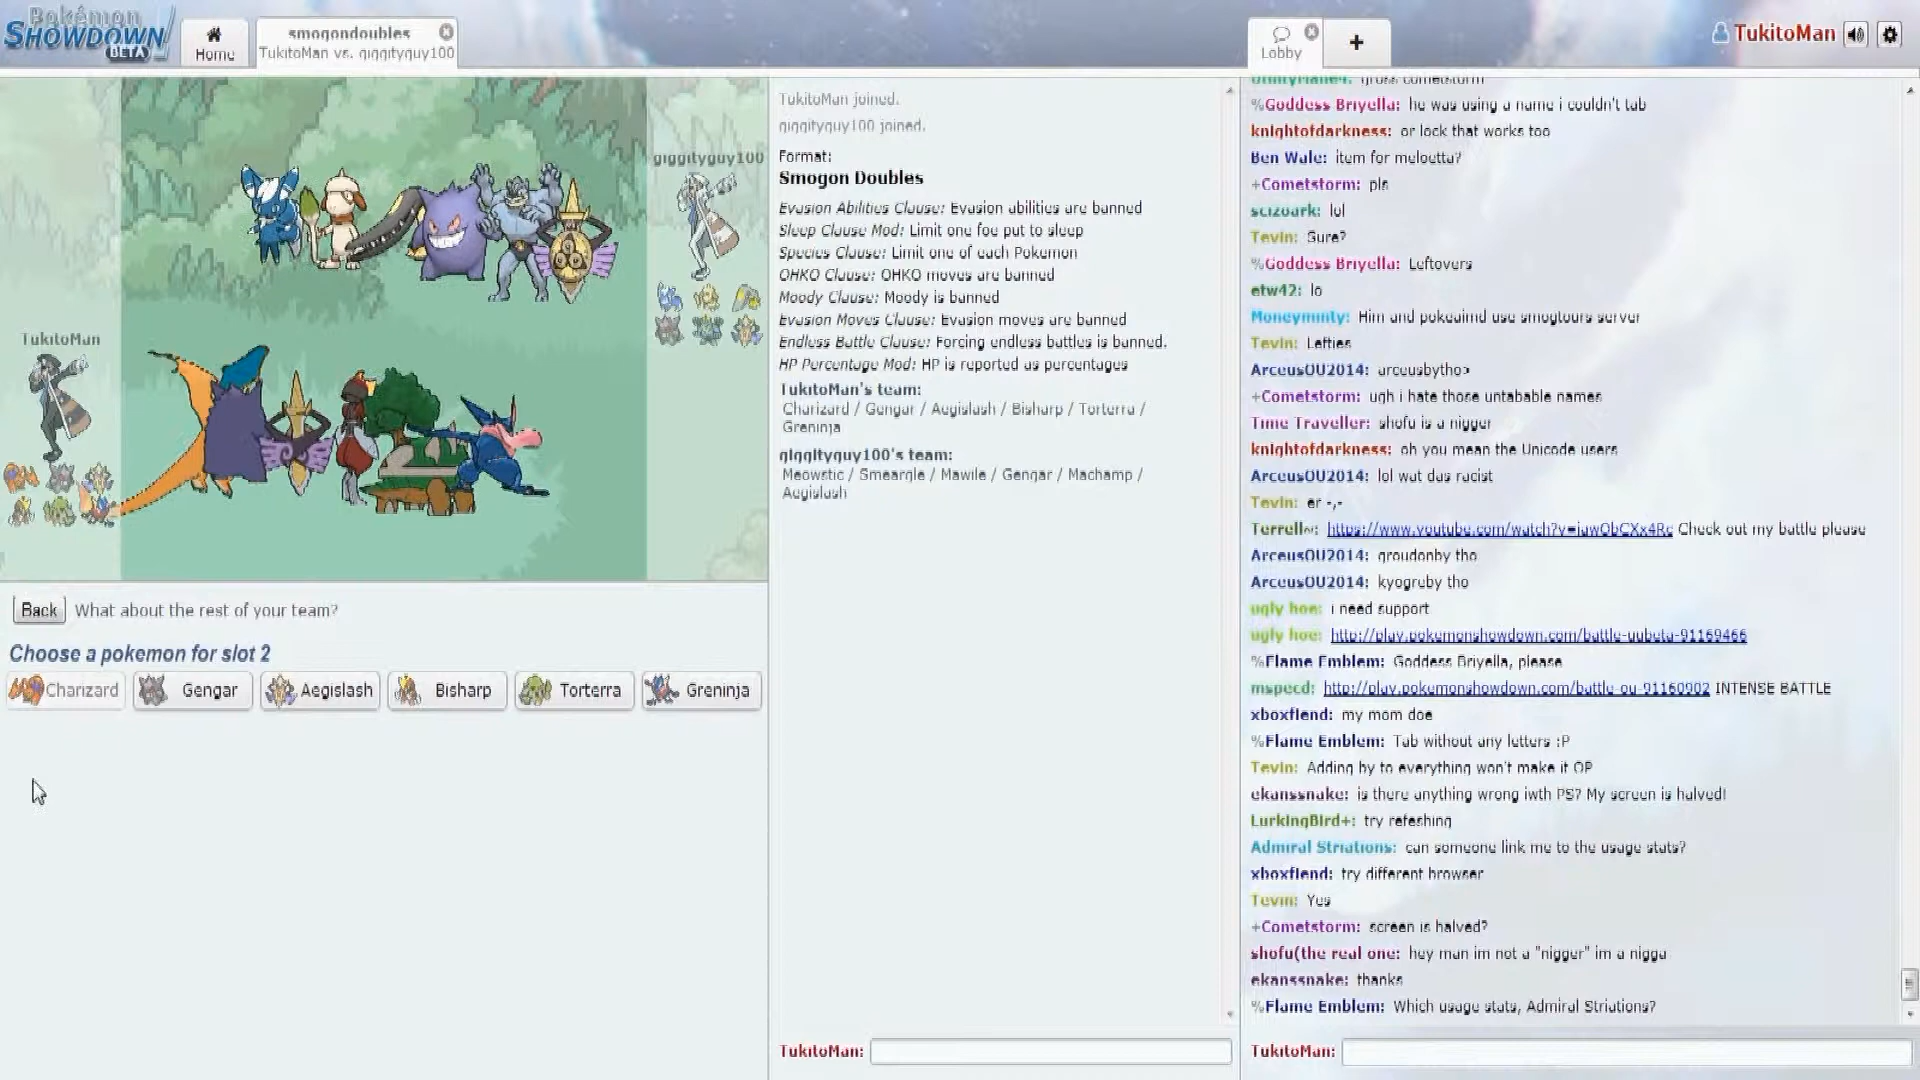 Pokémon
SHOWDOWN
BETA
Home
smogondoubles
TukitoMan vs. giggityguy100
Lobby
+
TukitoMan
giggityguy100
TukitoMan
Back What about the rest of your team?
Choose a pokemon for slot 2
Charizard
Gengar
Aegislash
Bisharp
Torterra
Greninja
TukitoMan joined.
giggityguy100 joined.
Format:
Smogon Doubles
Evasion Abilities Clause: Evasion abilities are banned
Sleep Clause Mod: Limit one foe put to sleep
Species Clause: Limit one of each Pokemon
OHKO Clause: OHKO moves are banned
Moody Clause: Moody is banned
Evasion Moves Clause: Evasion moves are banned
Endless Battle Clause: Forcing endless battles is banned.
HP Percentage Mod: HP is reported as percentages
TukitoMan's team:
Charizard / Gengar / Aegislash / Bisharp / Torterra /
Greninja
giggityguy100's team:
Meowstic / Smeargle / Mawile / Gengar / Machamp /
Aegislash
TukitoMan:
gross cometstorm
%Goddess Briyella: he was using a name i couldn't tab
knightofdarkness: or lock that works too
Ben Wale: item for meloetta?
+Cometstorm: pls
scizoark: lol
Tevin: Sure?
%Goddess Briyella: Leftovers
etw42: lo
Moneyminty: Him and pokeaimd use smogtours server
Tevin: Lefties
ArceusOU2014: arceusbytho>
+Cometstorm: ugh i hate those untabable names
Time Traveller: shofu is a nigger
knightofdarkness: oh you mean the Unicode users
ArceusOU2014: lol wut das racist
Tevin: er -,-
https://www.youtube.com/watch?v=iawObCXx4Rc Check out my battle please
ArceusOU2014: groudonby tho
ArceusOU2014: kyogreby tho
ugly hoe: i need support
ugly hoe: http://play.pokemonshowdown.com/battle-uubeta-91169466
%Flame Emblem: Goddess Briyella, please
mspecd: http://play.pokemonshowdown.com/battle-ou-91160902 INTENSE BATTLE
xboxfiend: my mom doe
%Flame Emblem: Tab without any letters :P
Tevin: Adding by to everything won't make it OP
ekanssnake: is there anything wrong iwth PS? My screen is halved!
LurkingBird+: try refeshing
Admiral Striations: can someone link me to the usage stats?
xboxfiend: try different browser
Tevin: Yes
+Cometstorm: screen is halved?
shofu(the real one: hey man im not a "nigger" im a nigga
ekanssnake: thanks
%Flame Emblem: Which usage stats, Admiral Striations?
TukitoMan: